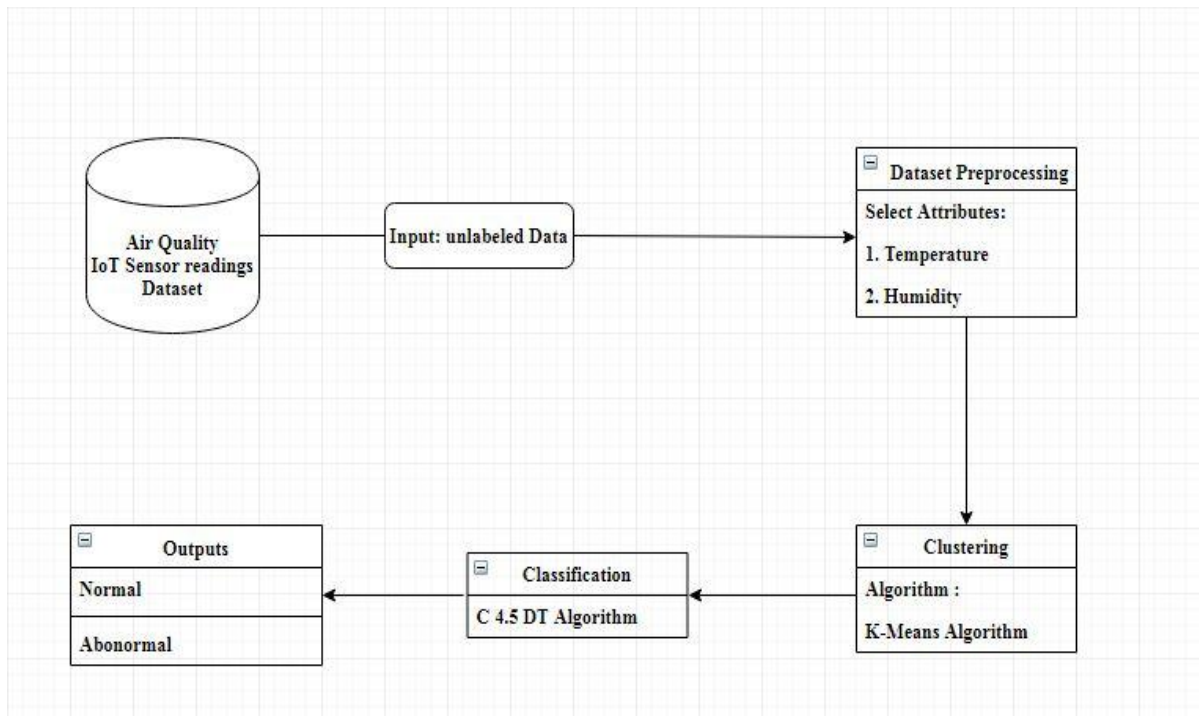 Air Quality
IoT Sensor readings
Dataset
Input: unlabeled Data
Dataset Preprocessing
Select Attributes:
1. Temperature
2. Humidity
Clustering
Algorithm :
K-Means Algorithm
Classification
C 4.5 DT Algorithm
Outputs
Normal
Abonormal